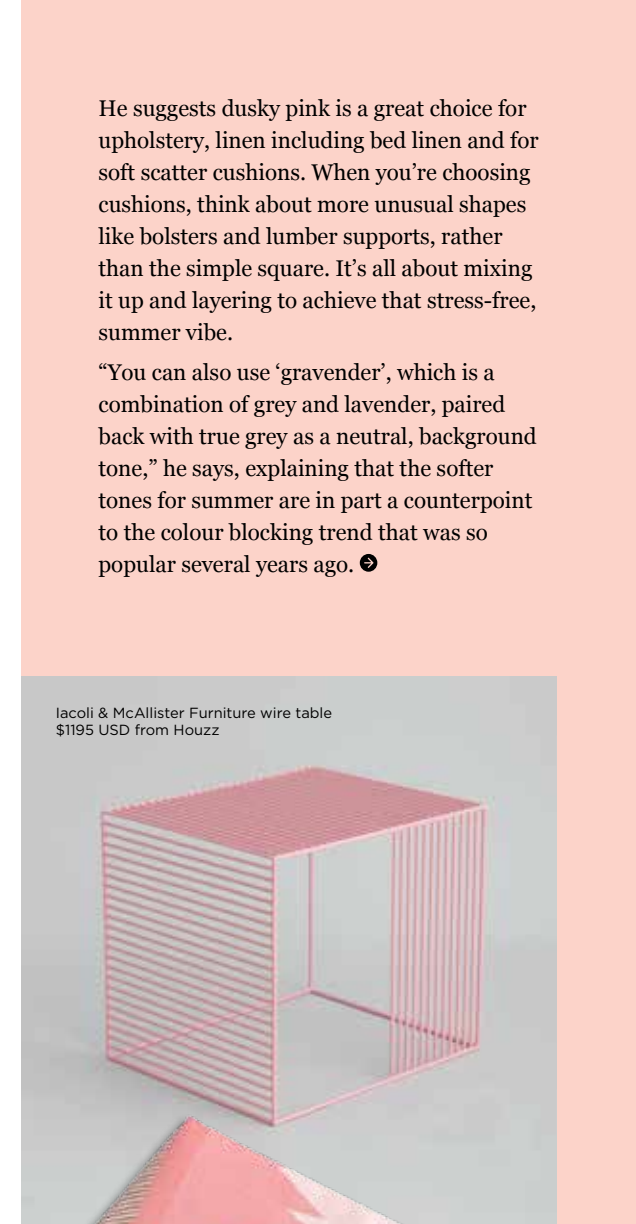 He suggests dusky pink is a great choice for
upholstery, linen including bed linen and for
soft scatter cushions. When you’re choosing
cushions, think about more unusual shapes
like bolsters and lumber supports, rather
than the simple square. It’s all about mixing
it up and layering to achieve that stress-free,
summer vibe.
“You can also use ‘gravender’, which is a
combination of grey and lavender, paired
back with true grey as a neutral, background
tone,” he says, explaining that the softer
tones for summer are in part a counterpoint
to the colour blocking trend that was so
popular several years ago.
Iacoli & McAllister Furniture wire table
$1195 USD from Houzz